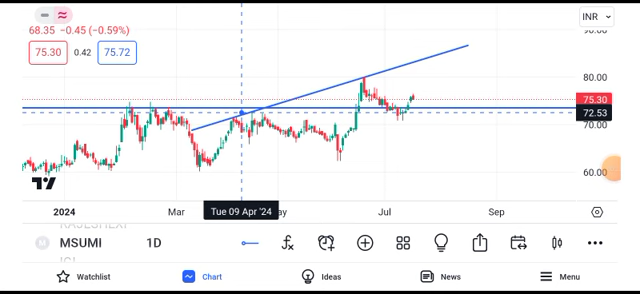 INR
68.35 −0.45 (−0.59%)
90.00
75.30 0.42 75.72
80.00
75.30
72.53
70.00
60.00
2024 Mar Tue 09 Apr '24 ay Jul Sep
MSUMI 1D
Watchlist Chart Ideas News Menu